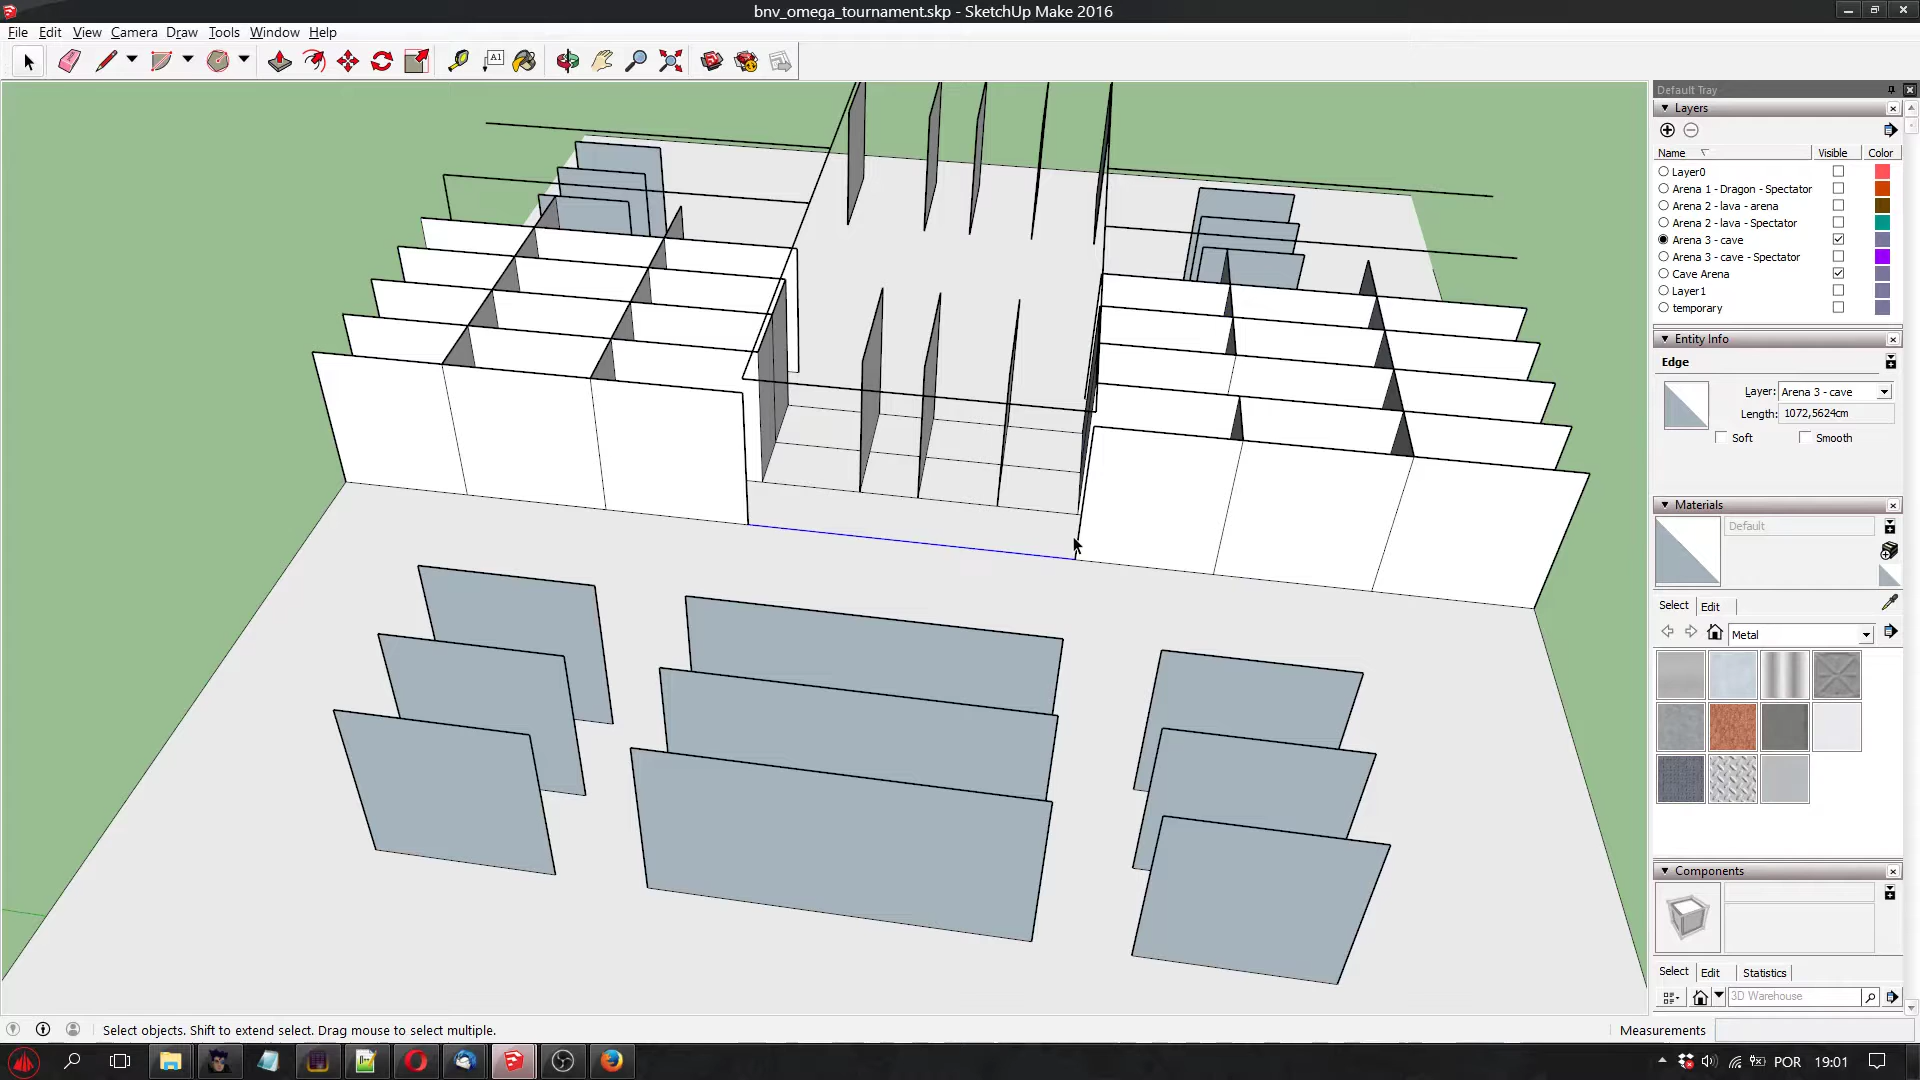 bnv_omega_tournament.skp - SketchUp Make 2016
File Edit View Camera Draw Tools Window Help
A1
Default Tray
Layers
Name Visible Color
Layer0
Arena 1 - Dragon - Spectator
Arena 2 - lava - arena
Arena 2 - lava - Spectator
Arena 3 - cave
Arena 3 - cave - Spectator
Cave Arena
Layer1
temporary
Entity Info
Edge
Layer: Arena 3 - cave
Length: 1072,5624cm
Soft Smooth
Materials
Default
Select Edit
Metal
Components
Select Edit Statistics
3D Warehouse
Select objects. Shift to extend select. Drag mouse to select multiple.
Measurements
POR 19:01